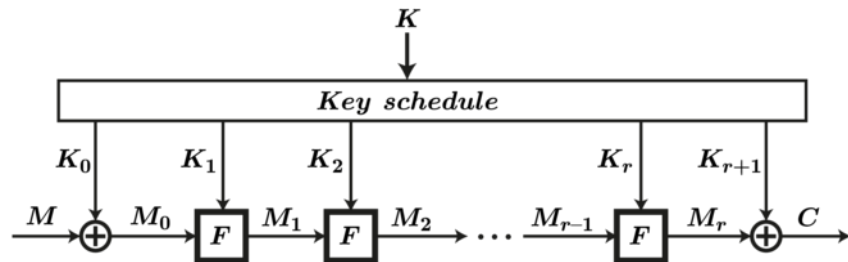 K
Key schedule
K₀ K₁ K₂ Kᵣ Kᵣ₊₁
M M₀ F M₁ F M₂ ··· Mᵣ₋₁ F Mᵣ C